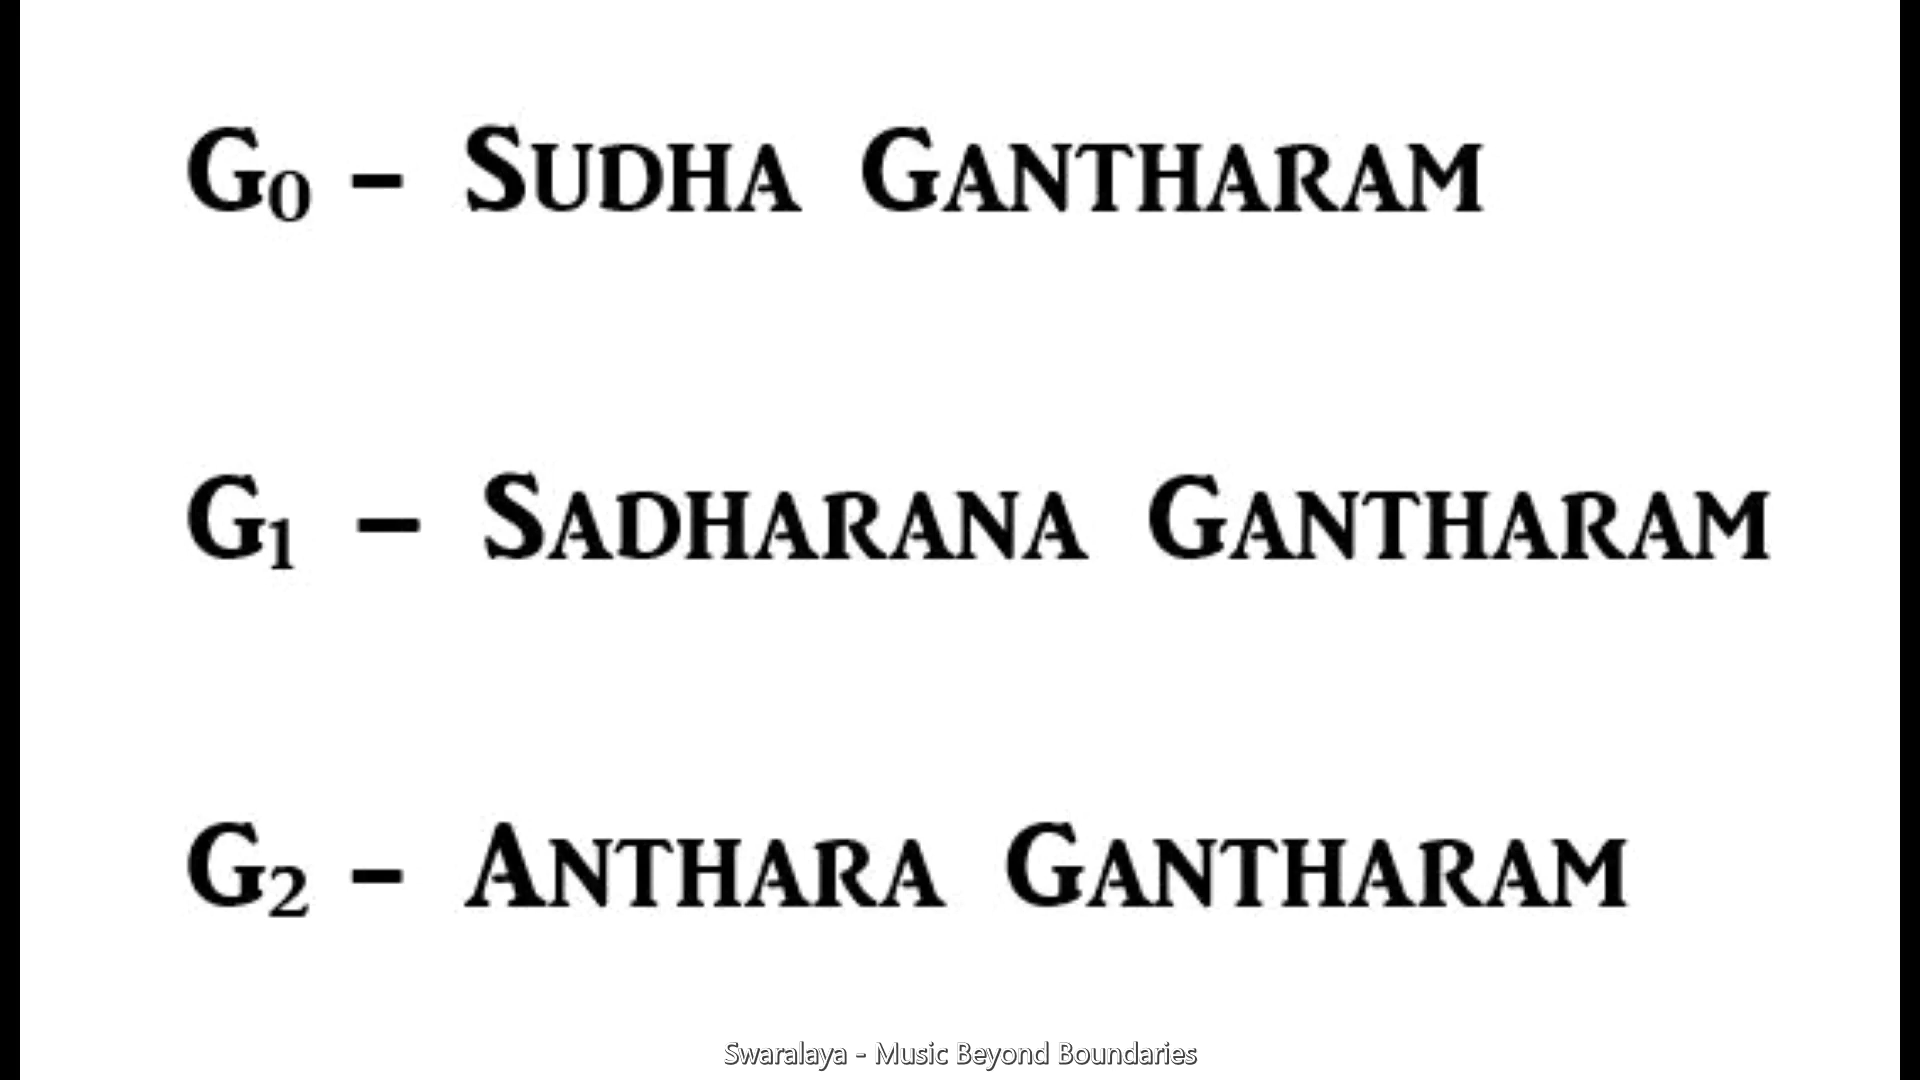 G0 – Sudha Gantharam
G1 – Sadharana Gantharam
G2 – Anthara Gantharam
Swaralaya - Music Beyond Boundaries